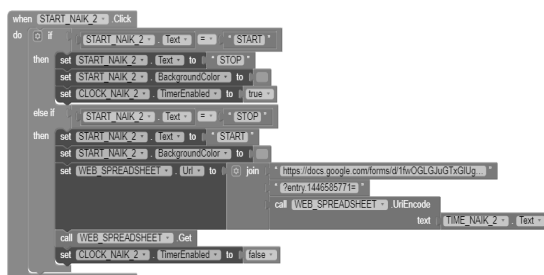 when START_NAIK_2 .Click
do if START_NAIK_2 . Text = " START "
then set START_NAIK_2 . Text to " STOP "
set START_NAIK_2 . BackgroundColor to
set CLOCK_NAIK_2 . TimerEnabled to true
else if START_NAIK_2 . Text = " STOP "
then set START_NAIK_2 . Text to " START "
set START_NAIK_2 . BackgroundColor to
set WEB_SPREADSHEET . Url to join " https://docs.google.com/forms/d/1fwOGLGJuGTxGIUg... "
" ?entry.1446585771= "
call WEB_SPREADSHEET .UriEncode
text TIME_NAIK_2 . Text
call WEB_SPREADSHEET .Get
set CLOCK_NAIK_2 . TimerEnabled to false